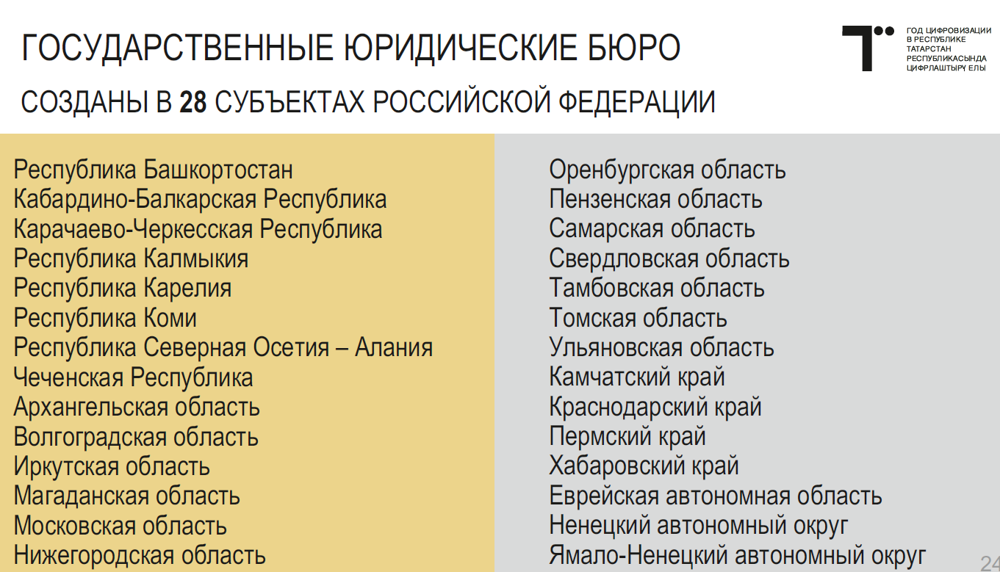 ГОСУДАРСТВЕННЫЕ ЮРИДИЧЕСКИЕ БЮРО
СОЗДАНЫ В 28 СУБЪЕКТАХ РОССИЙСКОЙ ФЕДЕРАЦИИ
ГОД ЦИФРОВИЗАЦИИ
В РЕСПУБЛИКЕ
ТАТАРСТАН
РЕСПУБЛИКАСЫНДА
ЦИФРЛАШТЫРУ ЕЛЫ
Республика Башкортостан
Кабардино-Балкарская Республика
Карачаево-Черкесская Республика
Республика Калмыкия
Республика Карелия
Республика Коми
Республика Северная Осетия – Алания
Чеченская Республика
Архангельская область
Волгоградская область
Иркутская область
Магаданская область
Московская область
Нижегородская область
Оренбургская область
Пензенская область
Самарская область
Свердловская область
Тамбовская область
Томская область
Ульяновская область
Камчатский край
Краснодарский край
Пермский край
Хабаровский край
Еврейская автономная область
Ненецкий автономный округ
Ямало-Ненецкий автономный округ
24